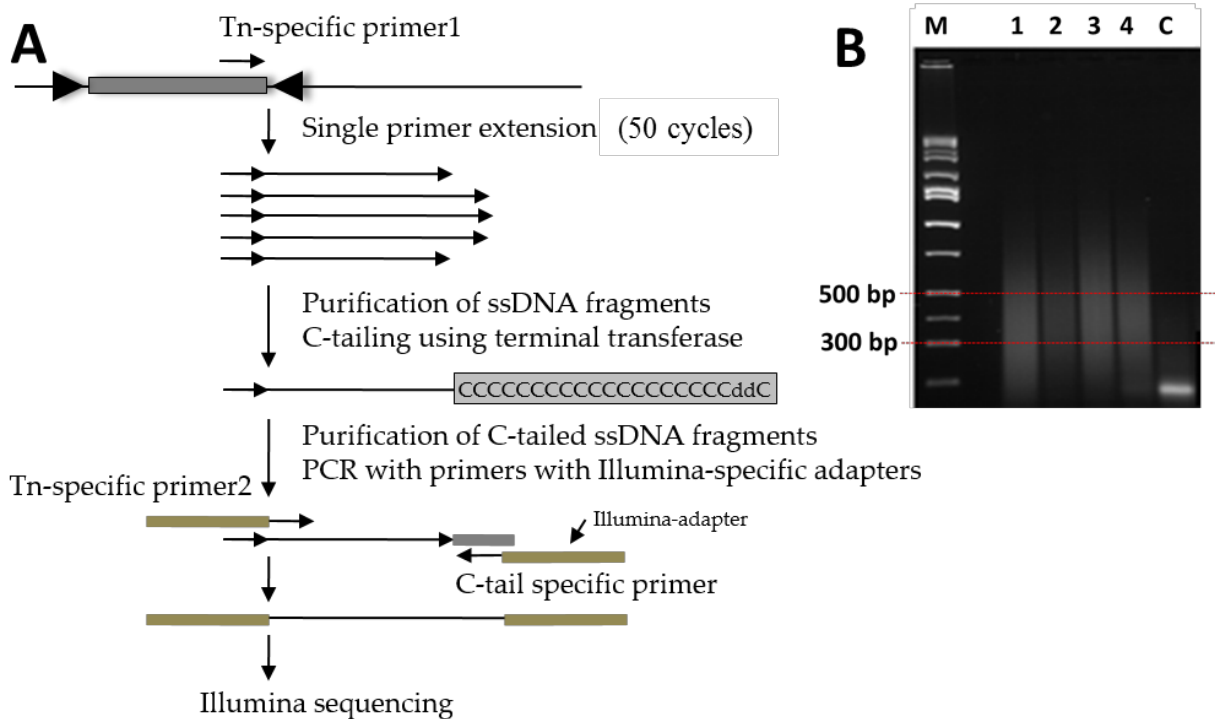 A
Tn-specific primer1
Single primer extension (50 cycles)
Purification of ssDNA fragments
C-tailing using terminal transferase
CCCCCCCCCCCCCCCCCCCddC
Purification of C-tailed ssDNA fragments
PCR with primers with Illumina-specific adapters
Tn-specific primer2
Illumina-adapter
C-tail specific primer
Illumina sequencing
B
M 1 2 3 4 C
500 bp
300 bp